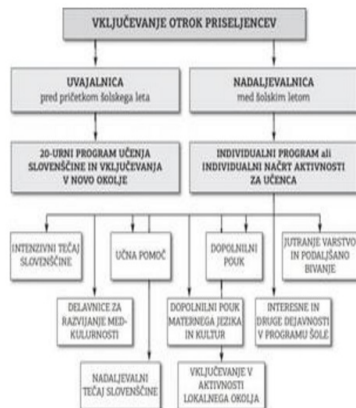 VKLJUČEVANJE OTROK PRISELJENCEV
UVAJALNICA
pred pričetkom šolskega leta
NADALJEVALNICA
med šolskim letom
20-URNI PROGRAM UČENJA
SLOVENŠČINE IN VKLJUČEVANJA
V NOVO OKOLJE
INDIVIDUALNI PROGRAM ali
INDIVIDUALNI NAČRT AKTIVNOSTI
ZA UČENCA
INTENZIVNI TEČAJ
SLOVENŠČINE
UČNA POMOČ
DOPOLNILNI
POUK
JUTRANJE VARSTVO
IN PODALJŠANO
BIVANJE
DELAVNICE ZA
RAZVIJANJE MED-
KULURNOSTI
DOPOLNILNI POUK
MATERNEGA JEZIKA
IN KULTUR
INTERESNE IN
DRUGE DEJAVNOSTI
V PROGRAMU ŠOLE
NADALJEVALNI
TEČAJ SLOVENŠČINE
VKLJUČEVANJE V
AKTIVNOSTI
LOKALNEGA OKOLJA